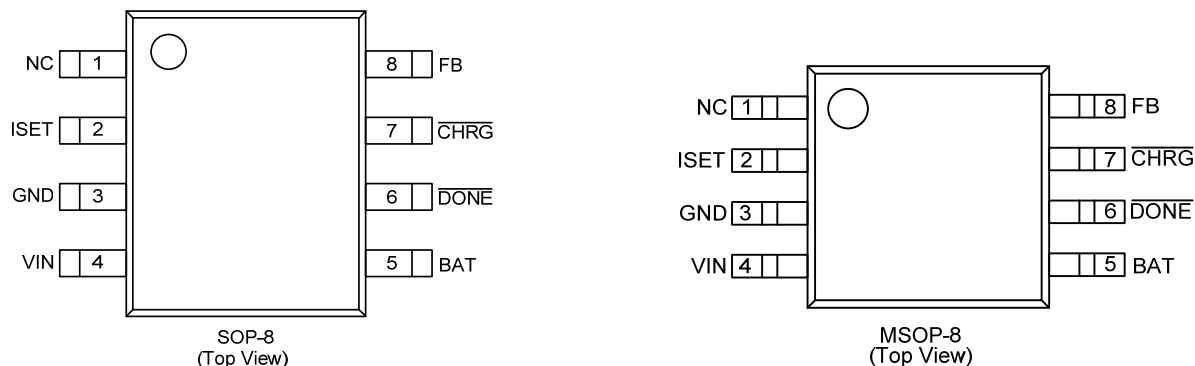 NC 1 8 FB
ISET 2 7 CHRG
GND 3 6 DONE
VIN 4 5 BAT
SOP-8
(Top View)
NC 1 8 FB
ISET 2 7 CHRG
GND 3 6 DONE
VIN 4 5 BAT
MSOP-8
(Top View)